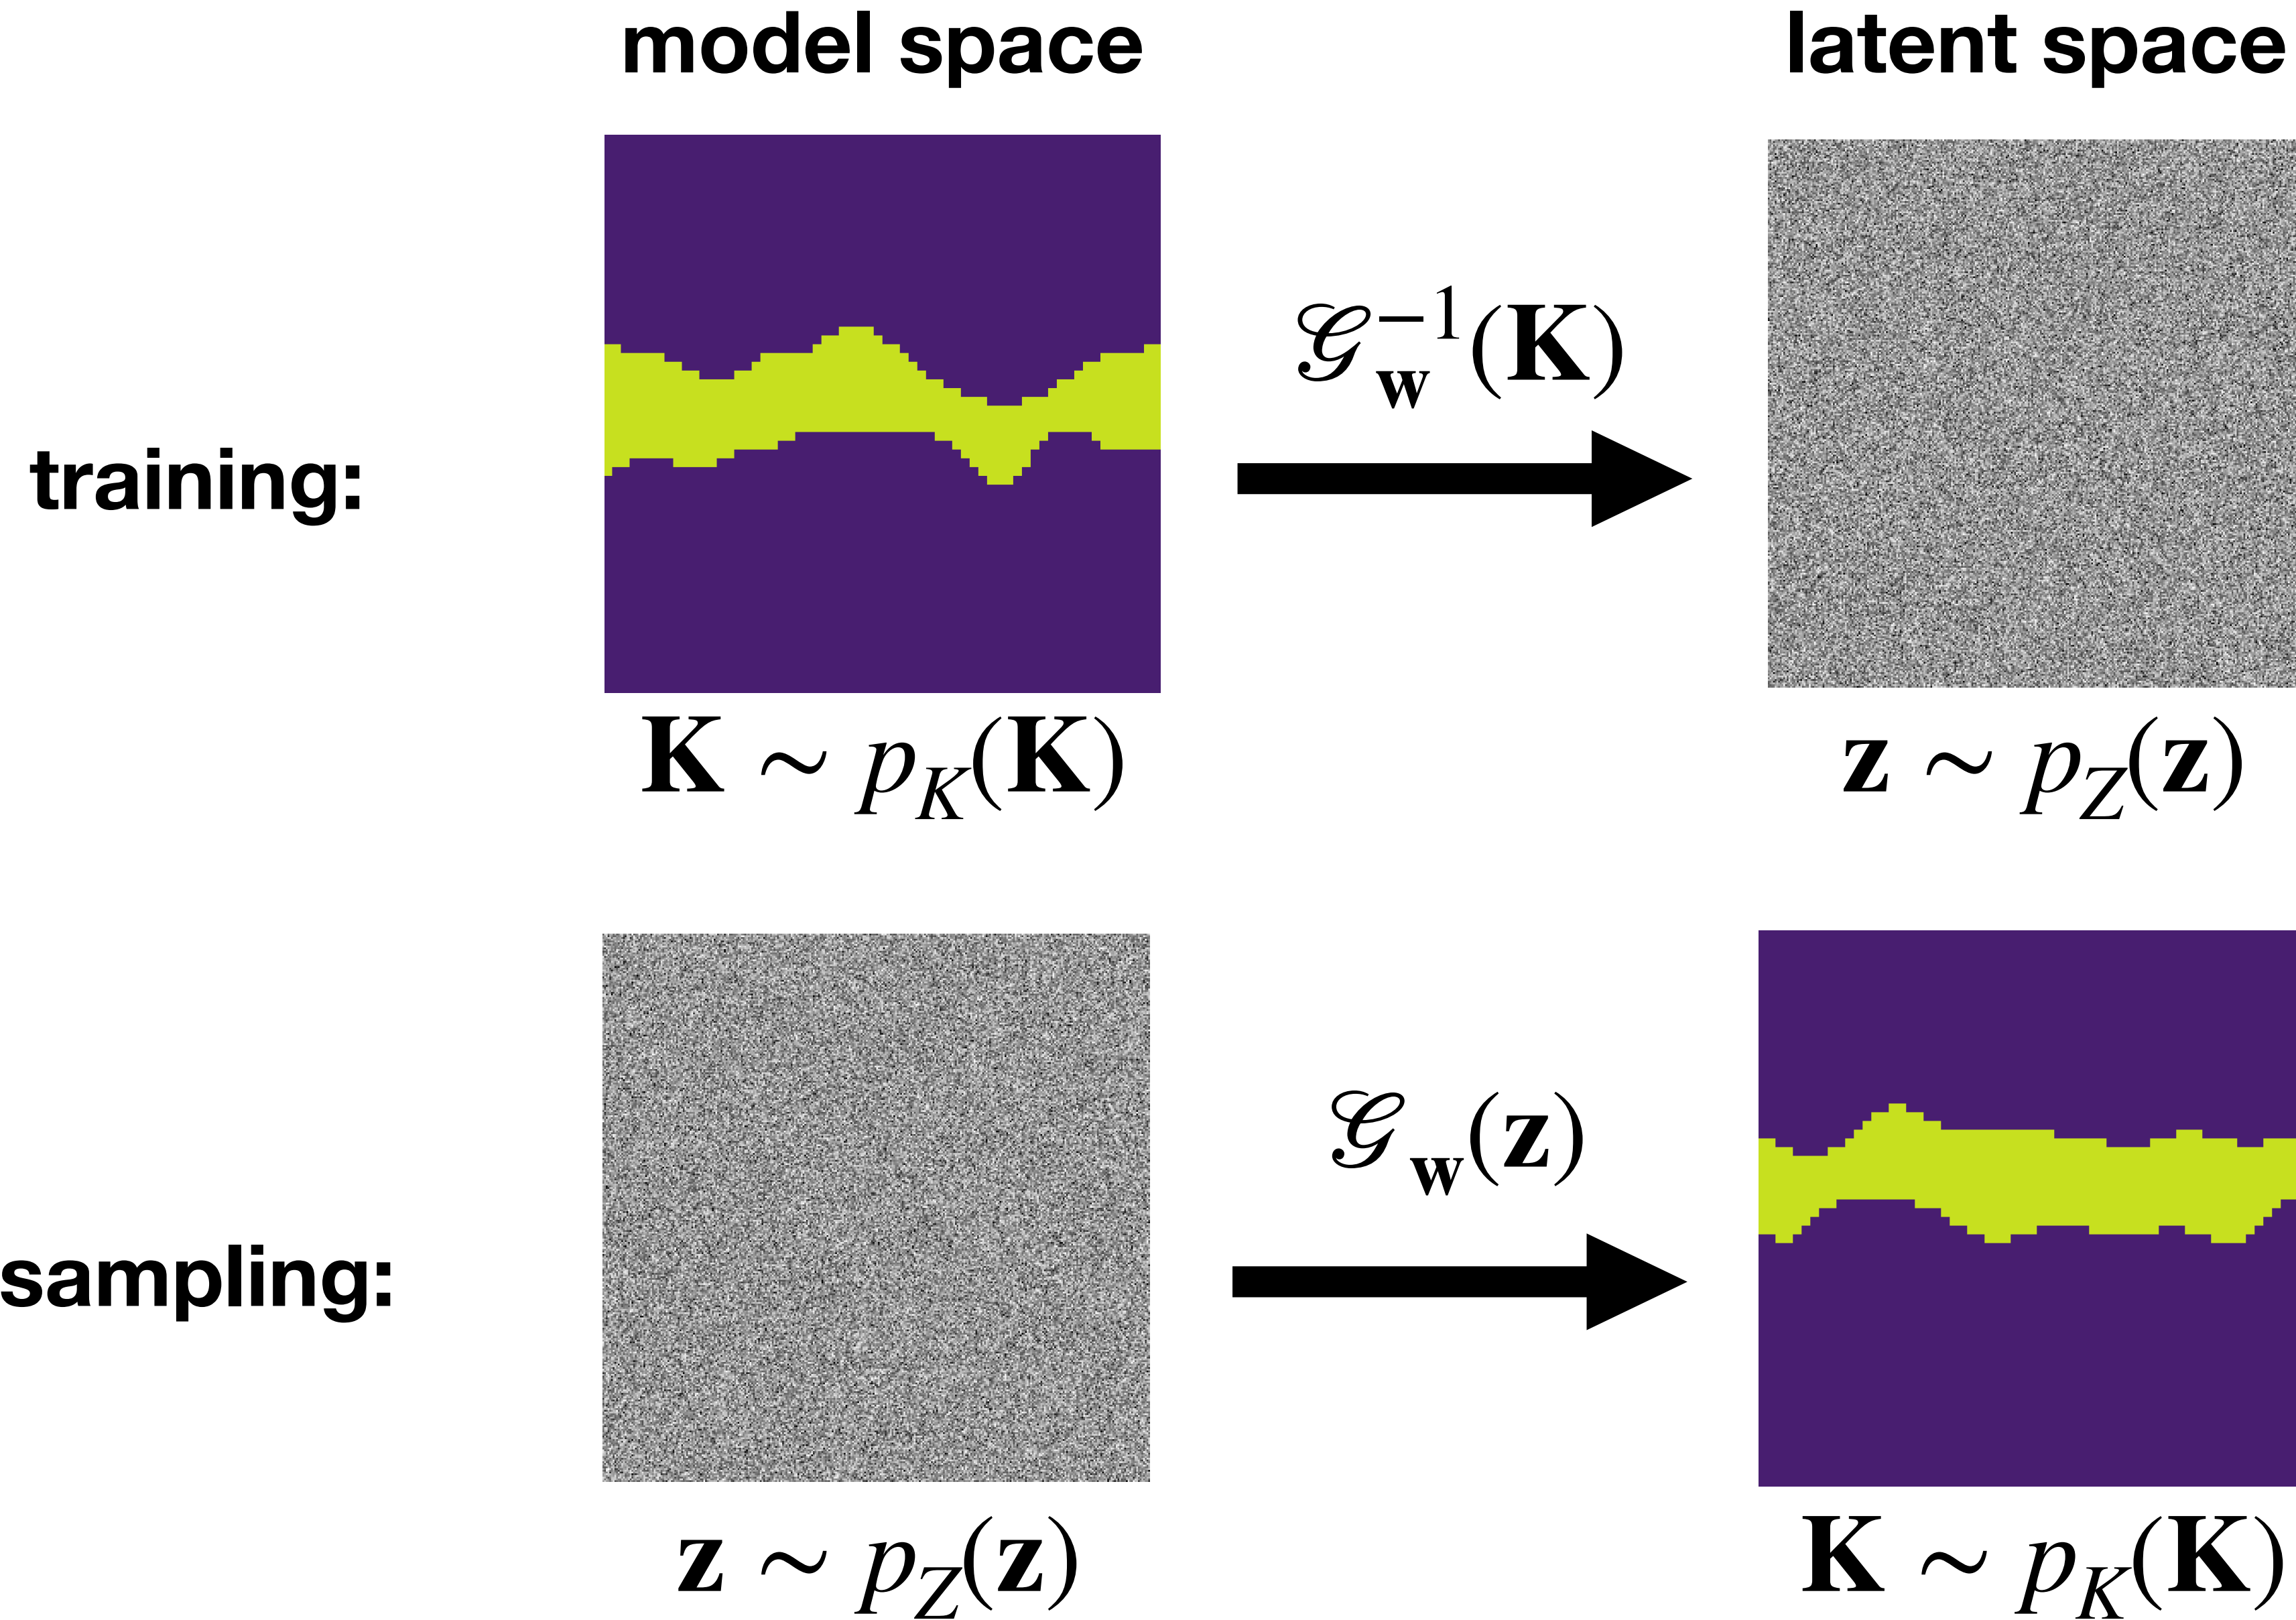 model space
latent space
𝒢_𝐰^{−1}(𝐊)
training:
𝐊 ∼ p_K(𝐊)
𝐳 ∼ p_Z(𝐳)
𝒢_𝐰(𝐳)
sampling:
𝐳 ∼ p_Z(𝐳)
𝐊 ∼ p_K(𝐊)